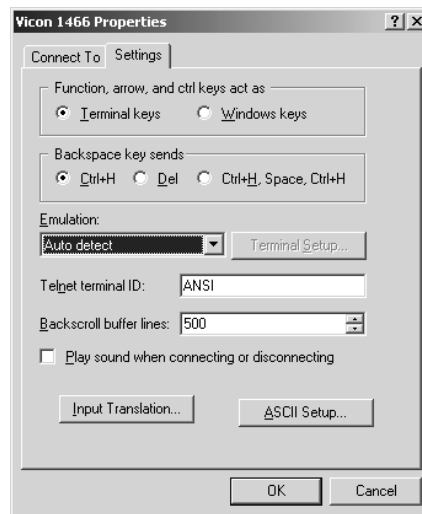 Vicon 1466 Properties
Connect To Settings
Function, arrow, and ctrl keys act as
Terminal keys Windows keys
Backspace key sends
Ctrl+H Del Ctrl+H, Space, Ctrl+H
Emulation:
Auto detect Terminal Setup...
Telnet terminal ID: ANSI
Backscroll buffer lines: 500
Play sound when connecting or disconnecting
Input Translation... ASCII Setup...
OK Cancel